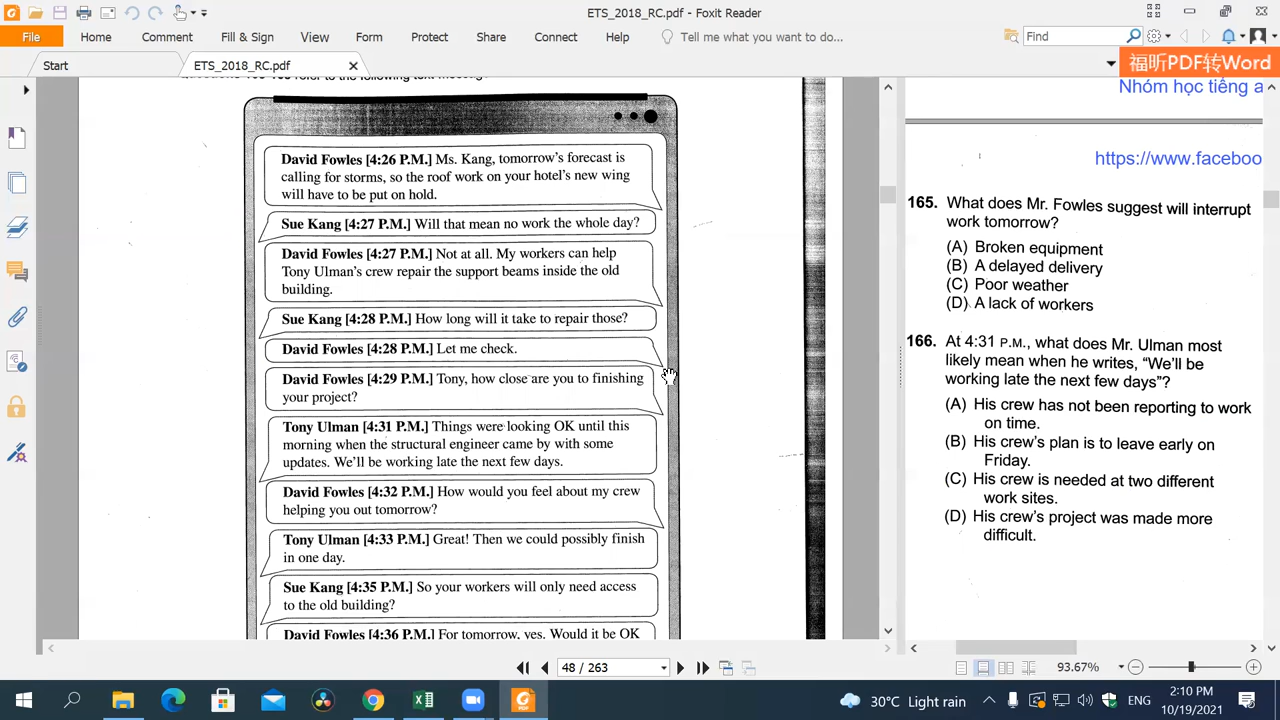 ETS_2018_RC.pdf - Foxit Reader
File Home Comment Fill & Sign View Form Protect Share Connect Help Tell me what you want to do... Find
Start ETS_2018_RC.pdf
福昕PDF转Word
David Fowles [4:26 P.M.] Ms. Kang, tomorrow's forecast is
calling for storms, so the roof work on your hotel's new wing
will have to be put on hold.
Sue Kang [4:27 P.M.] Will that mean no work the whole day?
David Fowles [4:27 P.M.] Not at all. My workers can help
Tony Ulman's crew repair the support beams inside the old
building.
Sue Kang [4:28 P.M.] How long will it take to repair those?
David Fowles [4:28 P.M.] Let me check.
David Fowles [4:29 P.M.] Tony, how close are you to finishing
your project?
Tony Ulman [4:31 P.M.] Things were looking OK until this
morning when the structural engineer came by with some
updates. We'll be working late the next few days.
David Fowles [4:32 P.M.] How would you feel about my crew
helping you out tomorrow?
Tony Ulman [4:33 P.M.] Great! Then we could possibly finish
in one day.
Sue Kang [4:35 P.M.] So your workers will only need access
to the old building?
David Fowles [4:36 P.M.] For tomorrow, yes. Would it be OK
Nhóm học tiếng a
https://www.faceboo
165. What does Mr. Fowles suggest will interrupt
work tomorrow?
(A) Broken equipment
(B) A delayed delivery
(C) Poor weather
(D) A lack of workers
166. At 4:31 P.M., what does Mr. Ulman most
likely mean when he writes, "We'll be
working late the next few days"?
(A) His crew has not been reporting to work
on time.
(B) His crew's plan is to leave early on
Friday.
(C) His crew is needed at two different
work sites.
(D) His crew's project was made more
difficult.
48 / 263
93.67%
30°C Light rain
ENG
2:10 PM
10/19/2021